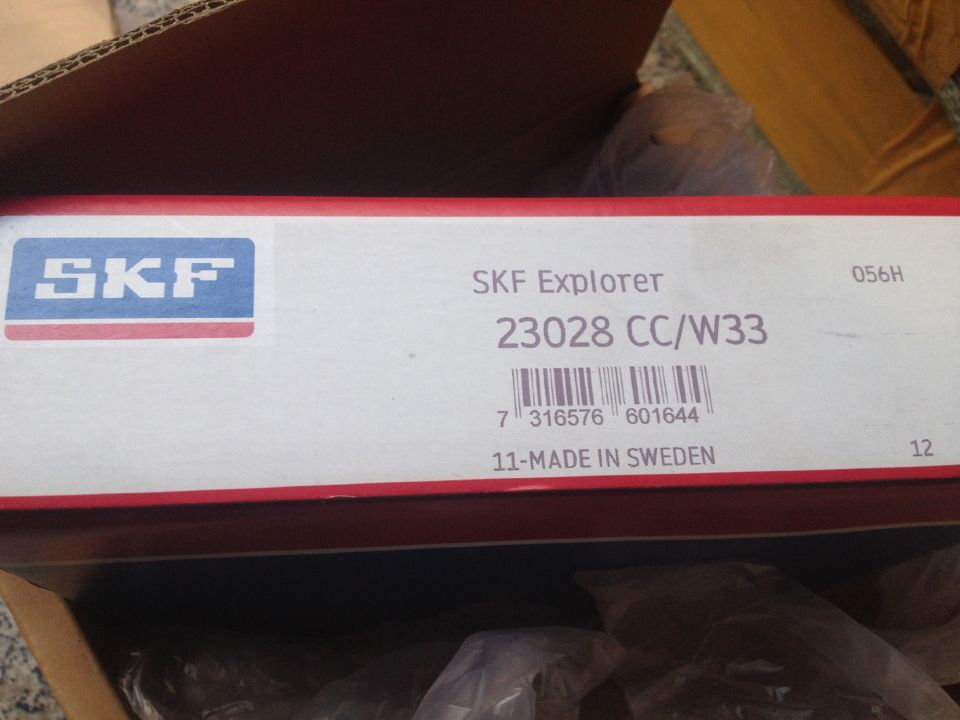 SKF
SKF Explorer
056H
23028 CC/W33
7 316576 601644
11-MADE IN SWEDEN
12